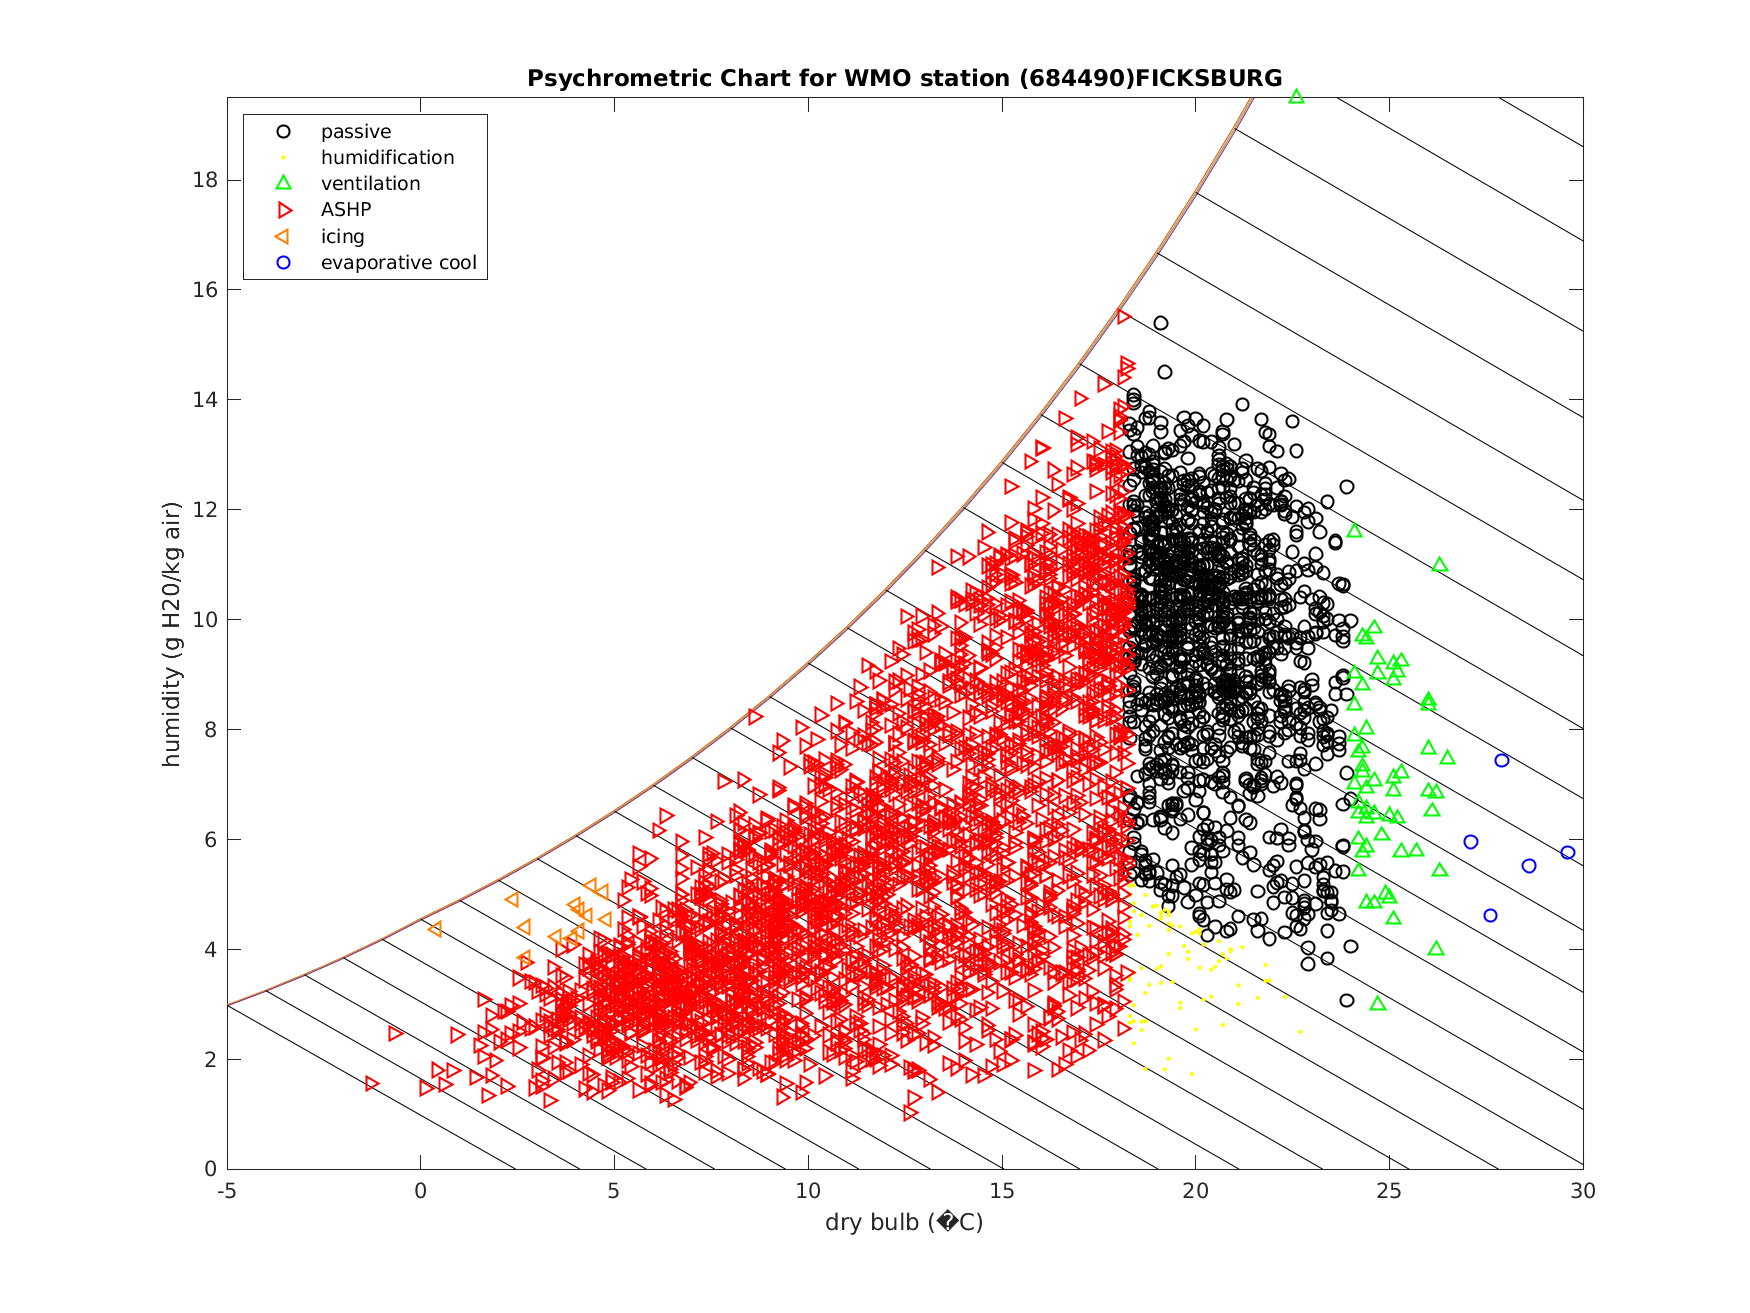 Psychrometric Chart for WMO station (684490)FICKSBURG
passive
humidification
ventilation
ASHP
icing
evaporative cool
humidity (g H20/kg air)
18
16
14
12
10
8
6
4
2
0
-5 0 5 10 15 20 25 30
dry bulb (�C)